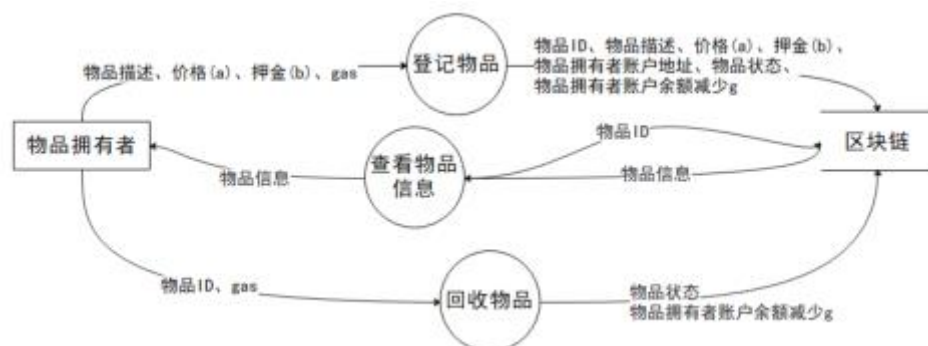 物品描述、价格(a)、押金(b)、gas
登记物品
物品ID、物品描述、价格(a)、押金(b)、
物品拥有者账户地址、物品状态、
物品拥有者账户余额减少g
物品拥有者
物品信息
查看物品
信息
物品ID
物品信息
区块链
物品ID、gas
回收物品
物品状态
物品拥有者账户余额减少g